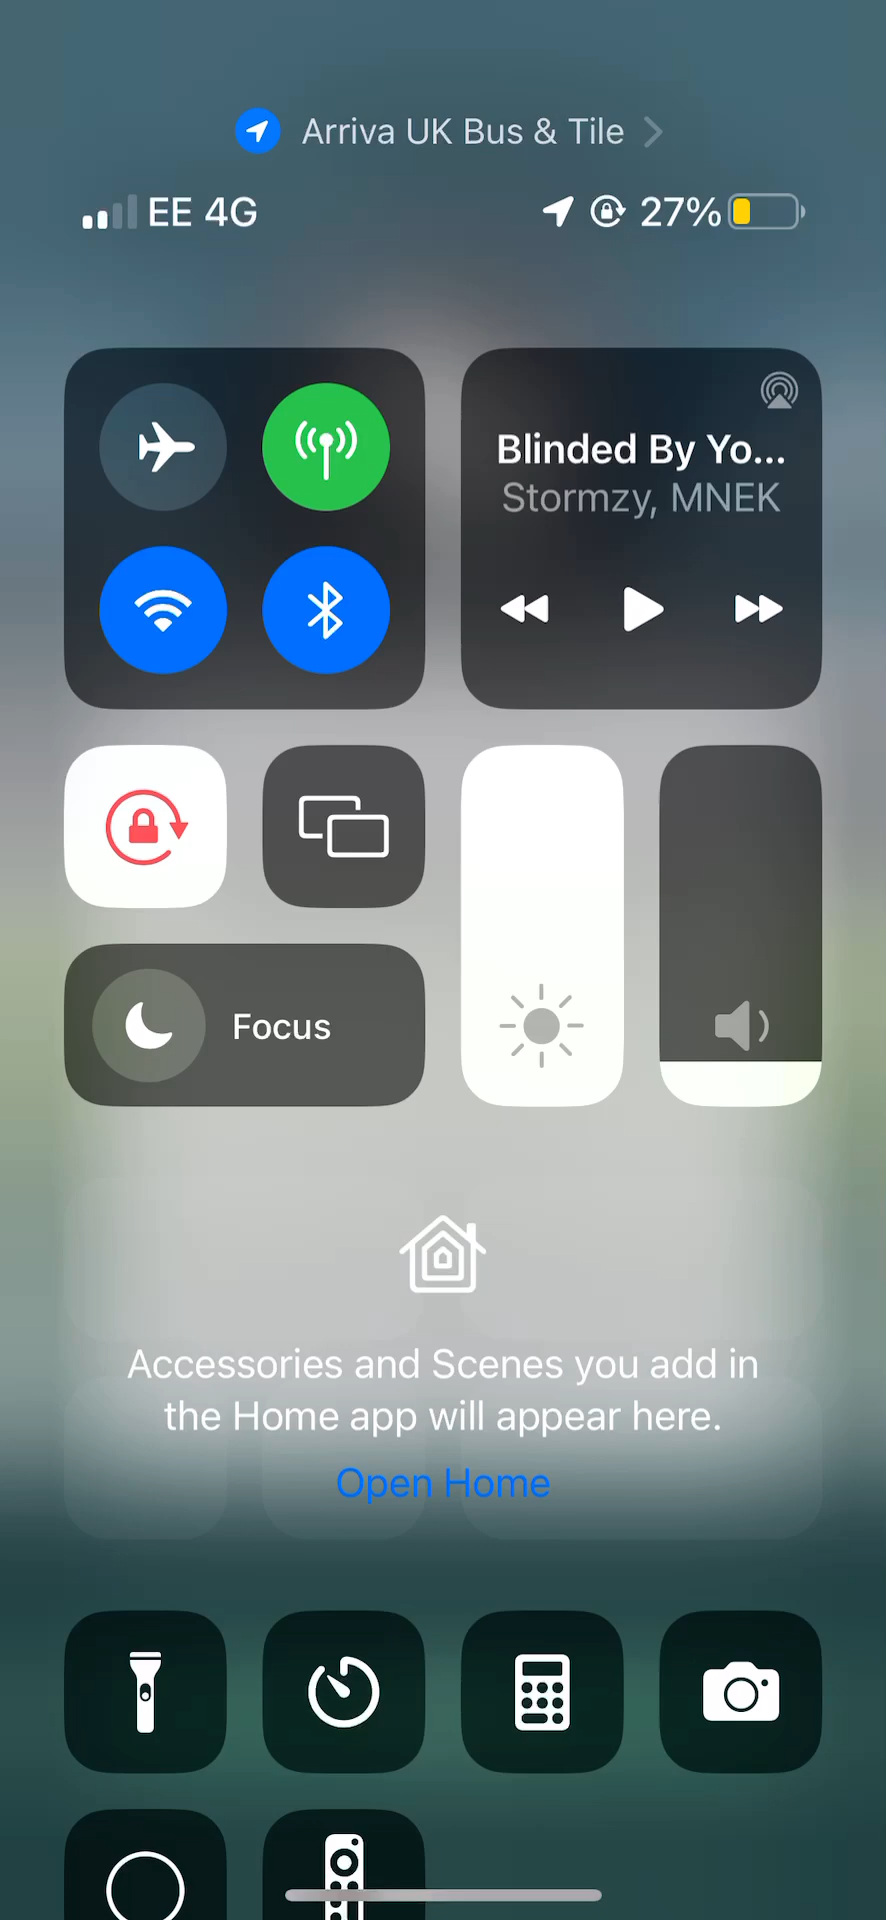 Arriva UK Bus & Tile
EE 4G
27%
Blinded By Yo...
Stormzy, MNEK
Focus
Accessories and Scenes you add in
the Home app will appear here.
Open Home